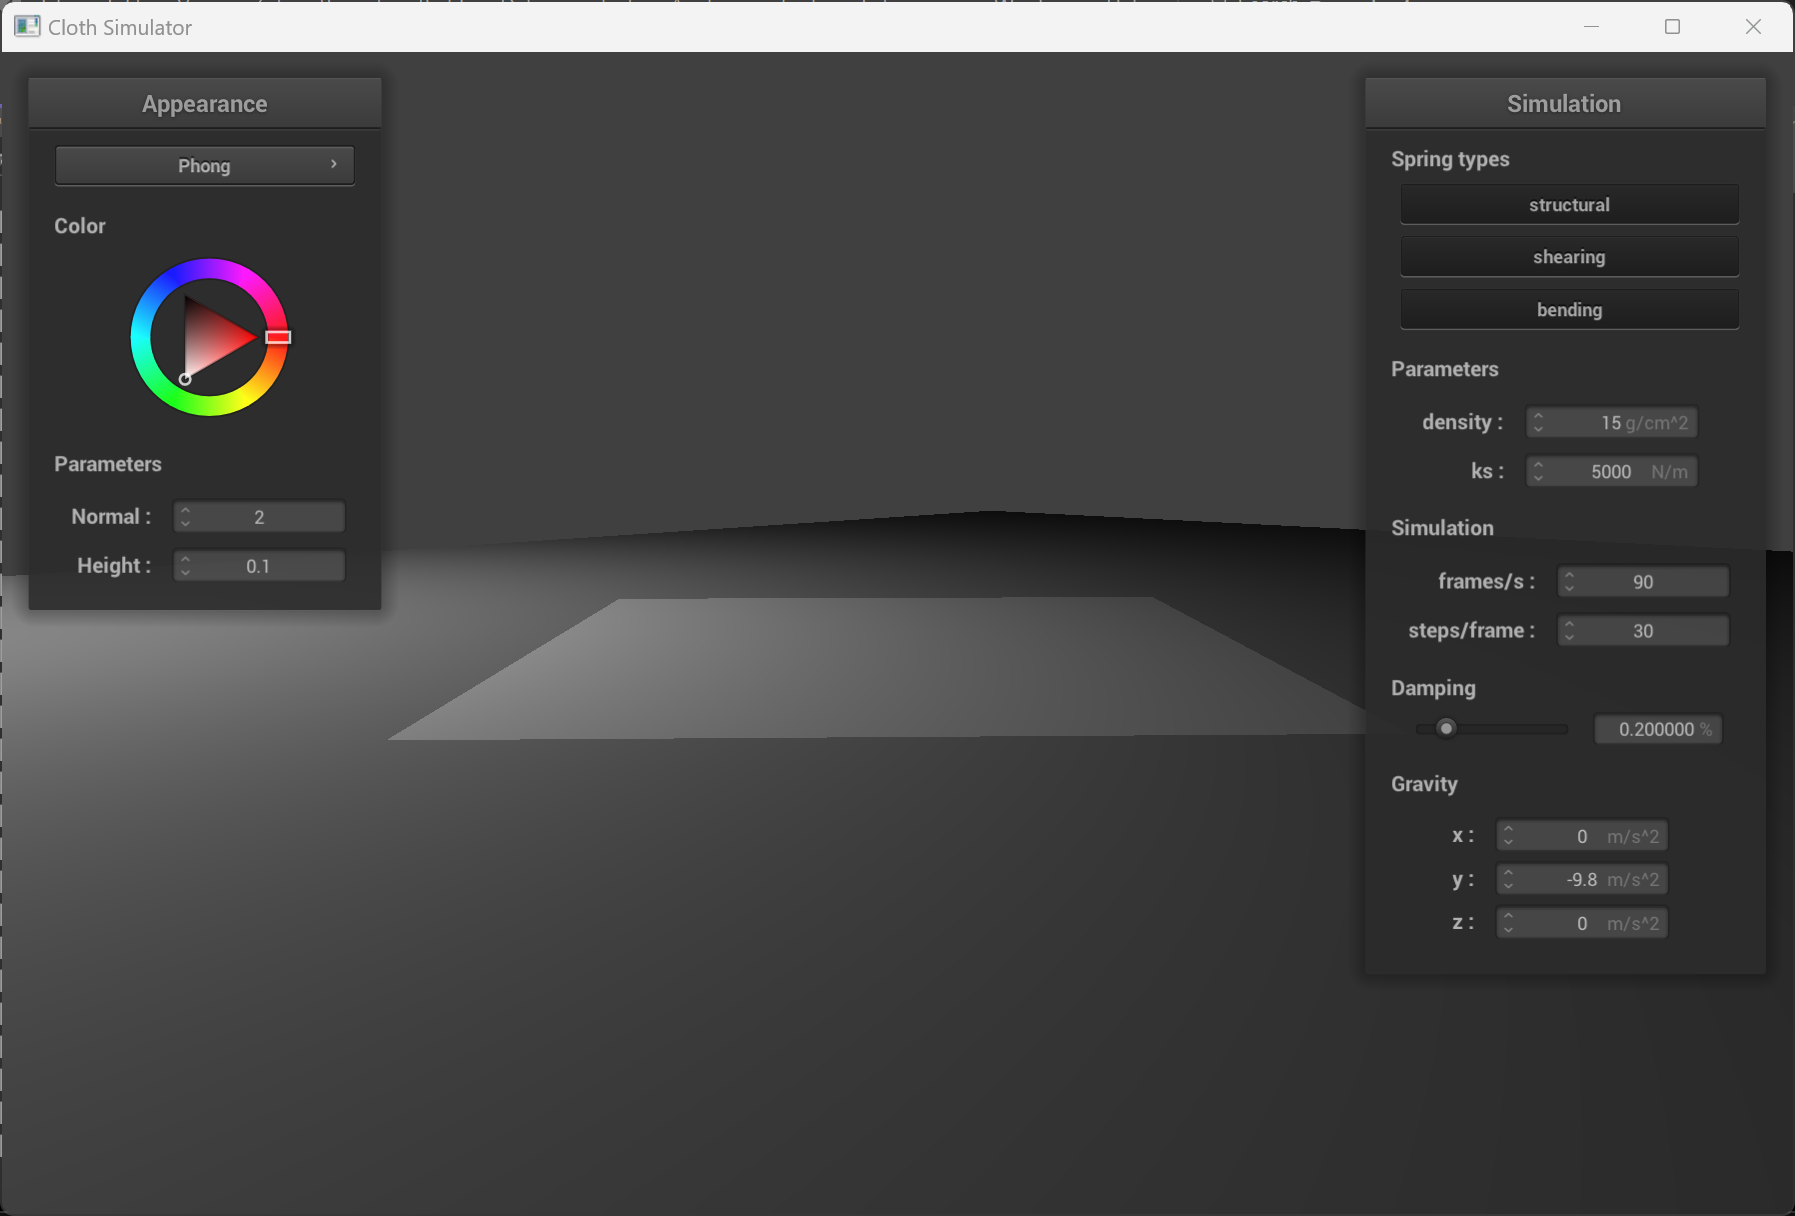 Cloth Simulator
Appearance
Phong
Color
Parameters
Normal : 2
Height : 0.1
Simulation
Spring types
structural
shearing
bending
Parameters
density : 15 g/cm^2
ks : 5000 N/m
Simulation
frames/s : 90
steps/frame : 30
Damping
0.200000 %
Gravity
x : 0 m/s^2
y : -9.8 m/s^2
z : 0 m/s^2